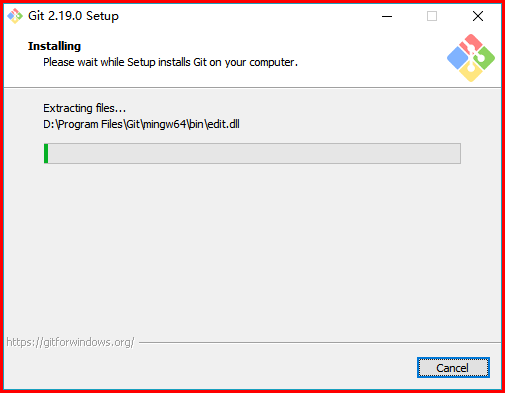 Git 2.19.0 Setup
Installing
Please wait while Setup installs Git on your computer.
Extracting files...
D:\Program Files\Git\mingw64\bin\edit.dll
https://gitforwindows.org/
Cancel